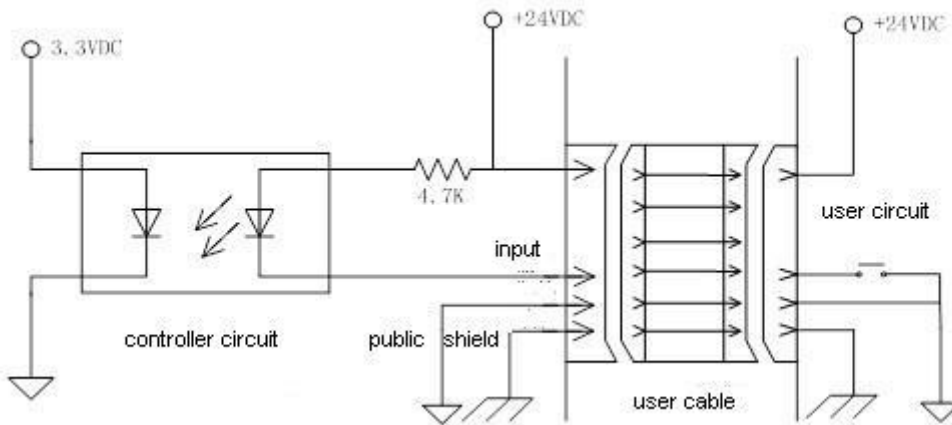 +24VDC
+24VDC
3.3VDC
4.7K
user circuit
input
controller circuit
public shield
user cable